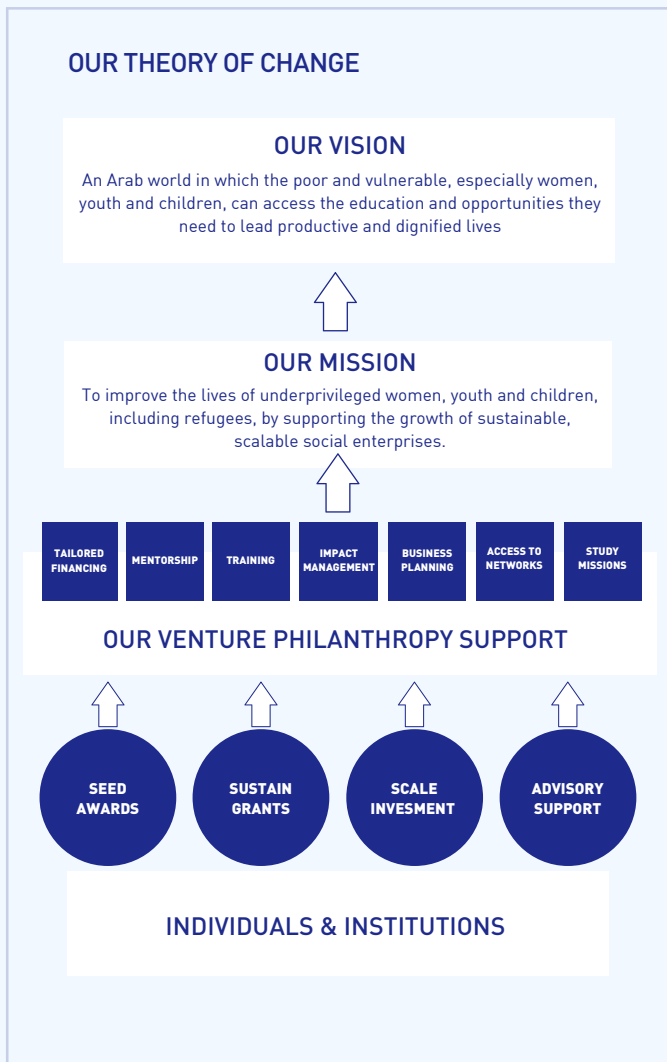 OUR THEORY OF CHANGE
OUR VISION
An Arab world in which the poor and vulnerable, especially women,
youth and children, can access the education and opportunities they
need to lead productive and dignified lives
OUR MISSION
To improve the lives of underprivileged women, youth and children,
including refugees, by supporting the growth of sustainable,
scalable social enterprises.
TAILORED
FINANCING
MENTORSHIP
TRAINING
IMPACT
MANAGEMENT
BUSINESS
PLANNING
ACCESS TO
NETWORKS
STUDY
MISSIONS
OUR VENTURE PHILANTHROPY SUPPORT
SEED
AWARDS
SUSTAIN
GRANTS
SCALE
INVESMENT
ADVISORY
SUPPORT
INDIVIDUALS & INSTITUTIONS